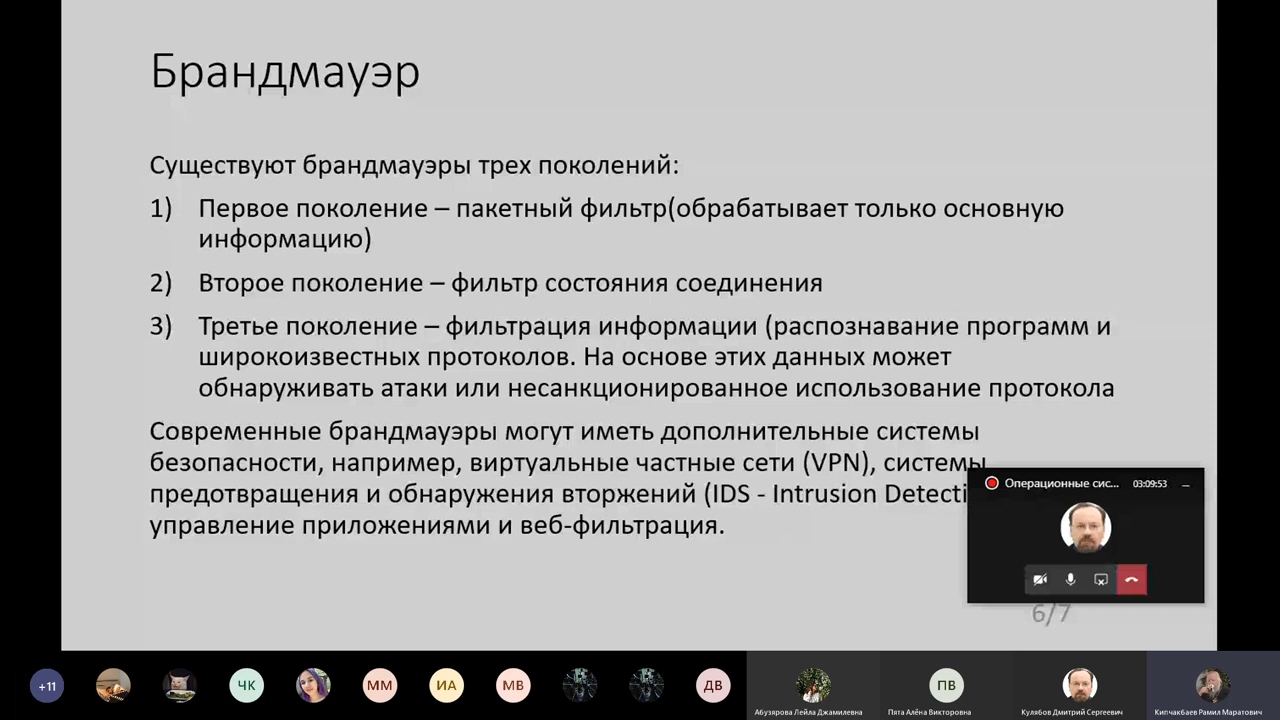 Брандмауэр
Существуют брандмауэры трех поколений:
1) Первое поколение – пакетный фильтр(обрабатывает только основную
информацию)
2) Второе поколение – фильтр состояния соединения
3) Третье поколение – фильтрация информации (распознавание программ и
широкоизвестных протоколов. На основе этих данных может
обнаруживать атаки или несанкционированное использование протокола
Современные брандмауэры могут иметь дополнительные системы
безопасности, например, виртуальные частные сети (VPN), системы
предотвращения и обнаружения вторжений (IDS - Intrusion Detecti
управление приложениями и веб-фильтрация.
Операционные сис... 03:09:53
6/7
+11 ЧК ММ ИА МВ ДВ ПВ
Абузярова Лейла Джамилевна Пята Алёна Викторовна Кулябов Дмитрий Сергеевич Кипчакбаев Рамил Маратович